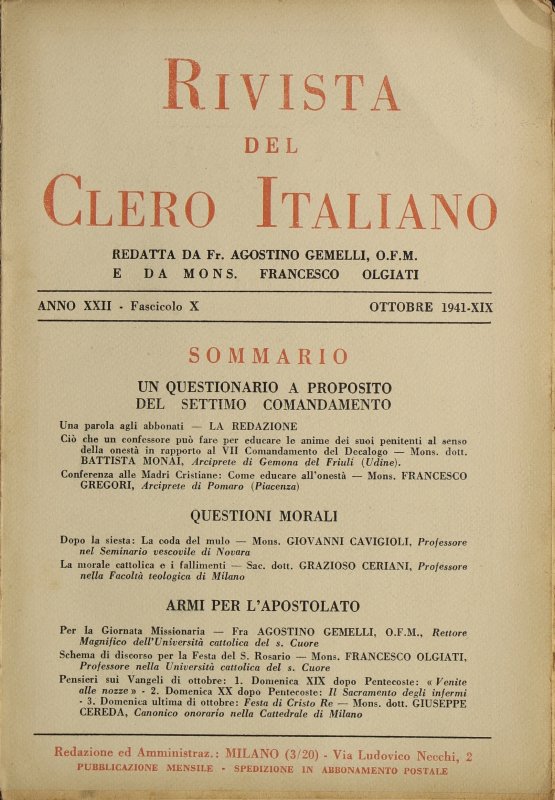 RIVISTA
DEL
CLERO ITALIANO
REDATTA DA Fr. AGOSTINO GEMELLI, O.F.M.
E DA MONS. FRANCESCO OLGIATI
ANNO XXII - Fascicolo X OTTOBRE 1941-XIX
SOMMARIO
UN QUESTIONARIO A PROPOSITO
DEL SETTIMO COMANDAMENTO
Una parola agli abbonati — LA REDAZIONE
Ciò che un confessore può fare per educare le anime dei suoi penitenti al senso
della onestà in rapporto al VII Comandamento del Decalogo — Mons. dott.
BATTISTA MONAI, Arciprete di Gemona del Friuli (Udine).
Conferenza alle Madri Cristiane: Come educare all'onestà — Mons. FRANCESCO
GREGORI, Arciprete di Pomaro (Piacenza)
QUESTIONI MORALI
Dopo la siesta: La coda del mulo — Mons. GIOVANNI CAVIGIOLI, Professore
nel Seminario vescovile di Novara
La morale cattolica e i fallimenti — Sac. dott. GRAZIOSO CERIANI, Professore
nella Facoltà teologica di Milano
ARMI PER L'APOSTOLATO
Per la Giornata Missionaria — Fra AGOSTINO GEMELLI, O.F.M., Rettore
Magnifico dell'Università cattolica del s. Cuore
Schema di discorso per la Festa del S. Rosario — Mons. FRANCESCO OLGIATI,
Professore nella Università cattolica del s. Cuore
Pensieri sui Vangeli di ottobre: 1. Domenica XIX dopo Pentecoste: « Venite
alle nozze » - 2. Domenica XX dopo Pentecoste: Il Sacramento degli infermi
- 3. Domenica ultima di ottobre: Festa di Cristo Re — Mons. dott. GIUSEPPE
CEREDA, Canonico onorario nella Cattedrale di Milano
Redazione ed Amministraz.: MILANO (3/20) - Via Ludovico Necchi, 2
PUBBLICAZIONE MENSILE - SPEDIZIONE IN ABBONAMENTO POSTALE